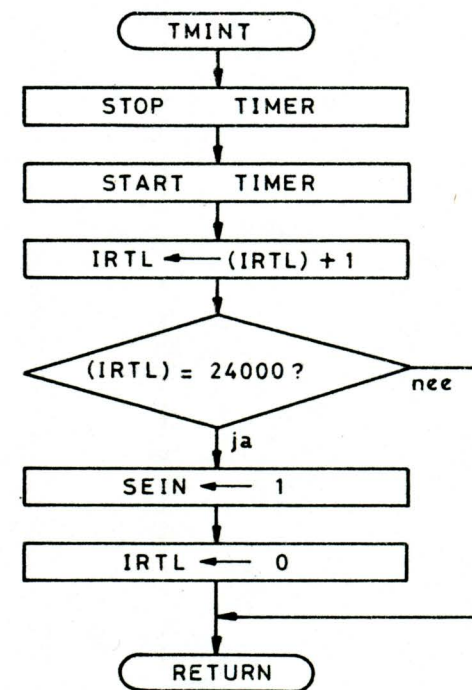 TMINT
STOP TIMER
START TIMER
IRTL ← (IRTL) + 1
(IRTL) = 24000?
nee
ja
SEIN ← 1
IRTL ← 0
RETURN